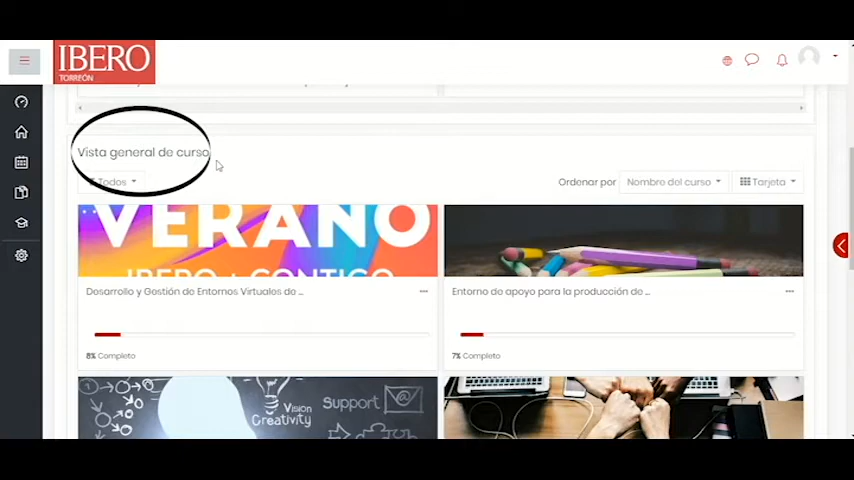 IBERO
TORREÓN
Vista general de curso
Todos
Ordenar por
Nombre del curso
Tarjeta
VERANO
IBERO + CONTIGO
Desarrollo y Gestión de Entornos Virtuales de ...
Entorno de apoyo para la producción de ...
8% Completo
7% Completo
Vision
Creativity
Support